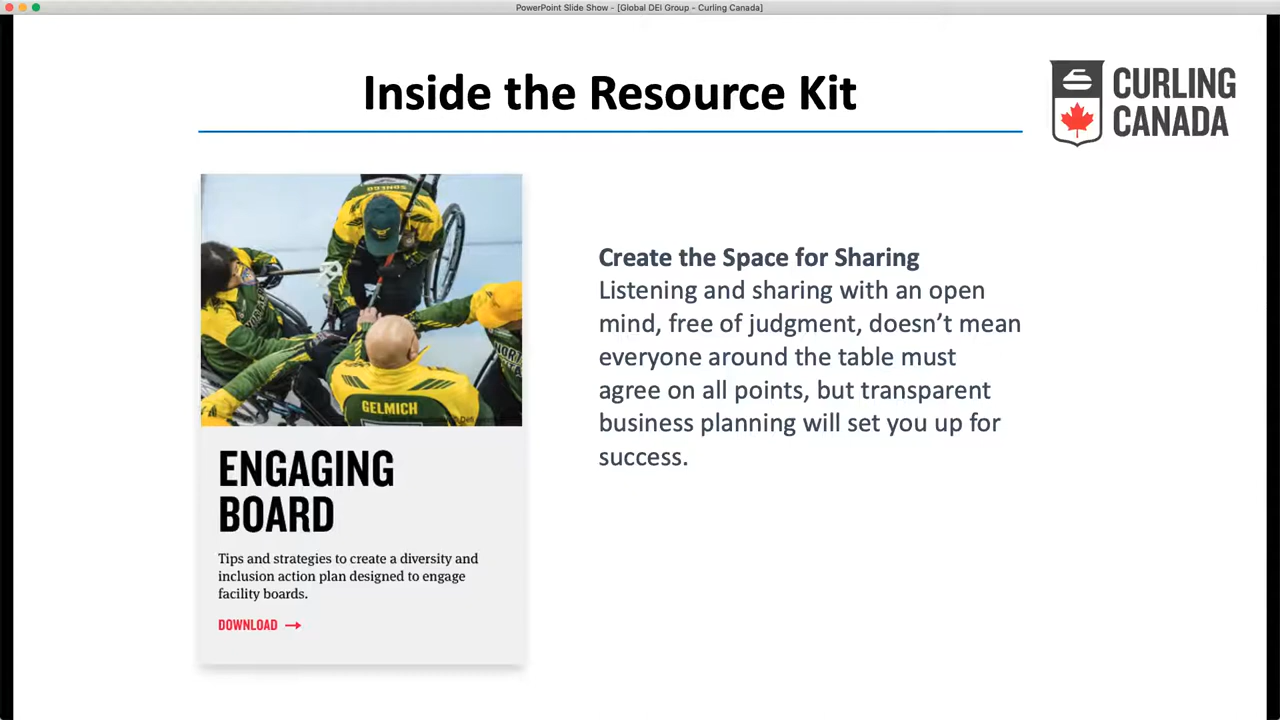 PowerPoint Slide Show - [Global DEI Group - Curling Canada]
Inside the Resource Kit
CURLING
CANADA
GELMICH
ENGAGING
BOARD
Tips and strategies to create a diversity and
inclusion action plan designed to engage
facility boards.
DOWNLOAD →
Create the Space for Sharing
Listening and sharing with an open
mind, free of judgment, doesn’t mean
everyone around the table must
agree on all points, but transparent
business planning will set you up for
success.